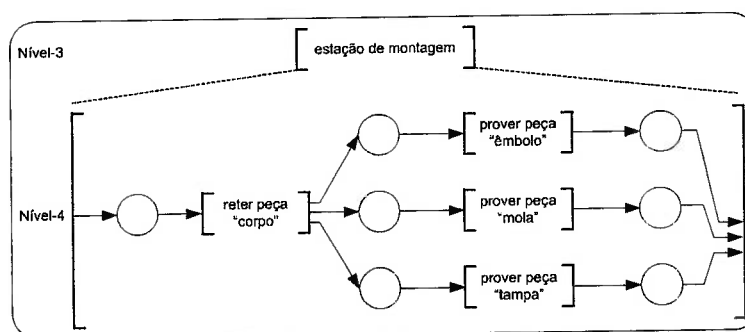 Nível-3
estação de montagem
prover peça
"êmbolo"
Nível-4
reter peça
"corpo"
prover peça
"mola"
prover peça
"tampa"